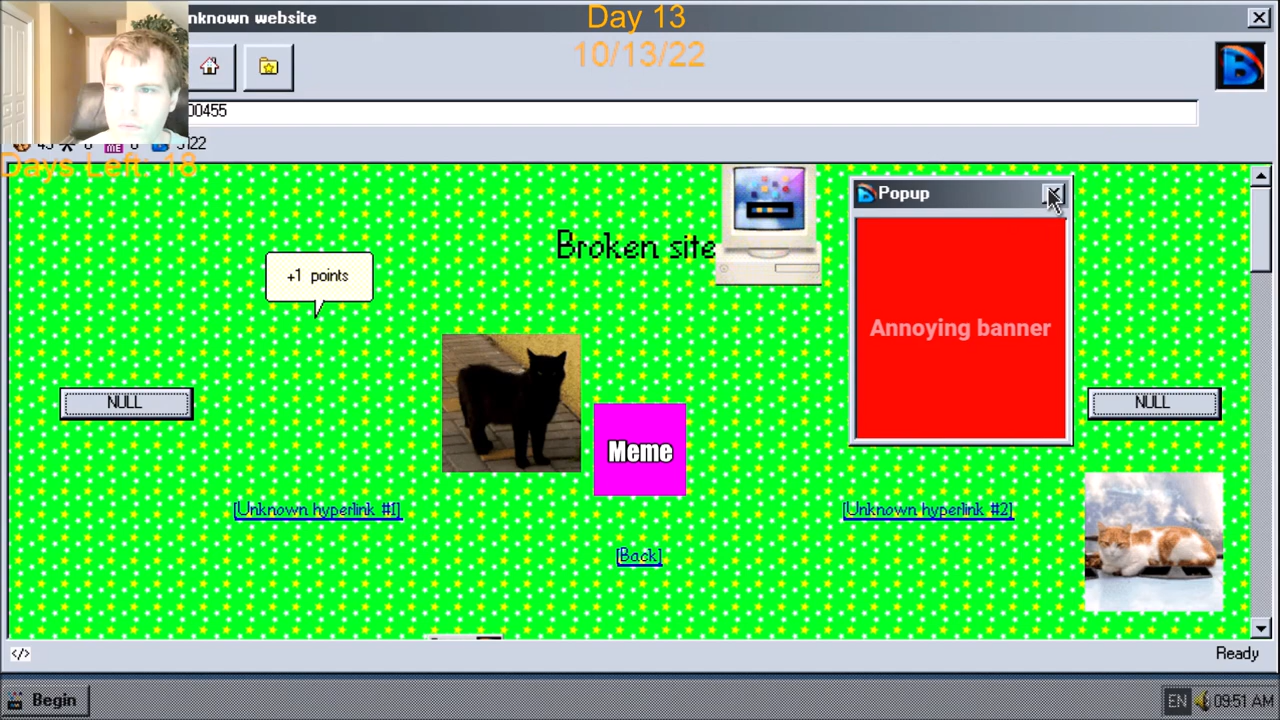 nknown website
Day 13
10/13/22
00455
Days Left: 18
Popup
Broken site
+1 points
Annoying banner
NULL
NULL
Meme
[Unknown hyperlink #1]
[Unknown hyperlink #2]
[Back]
</>
Ready
Begin
EN
09:51 AM